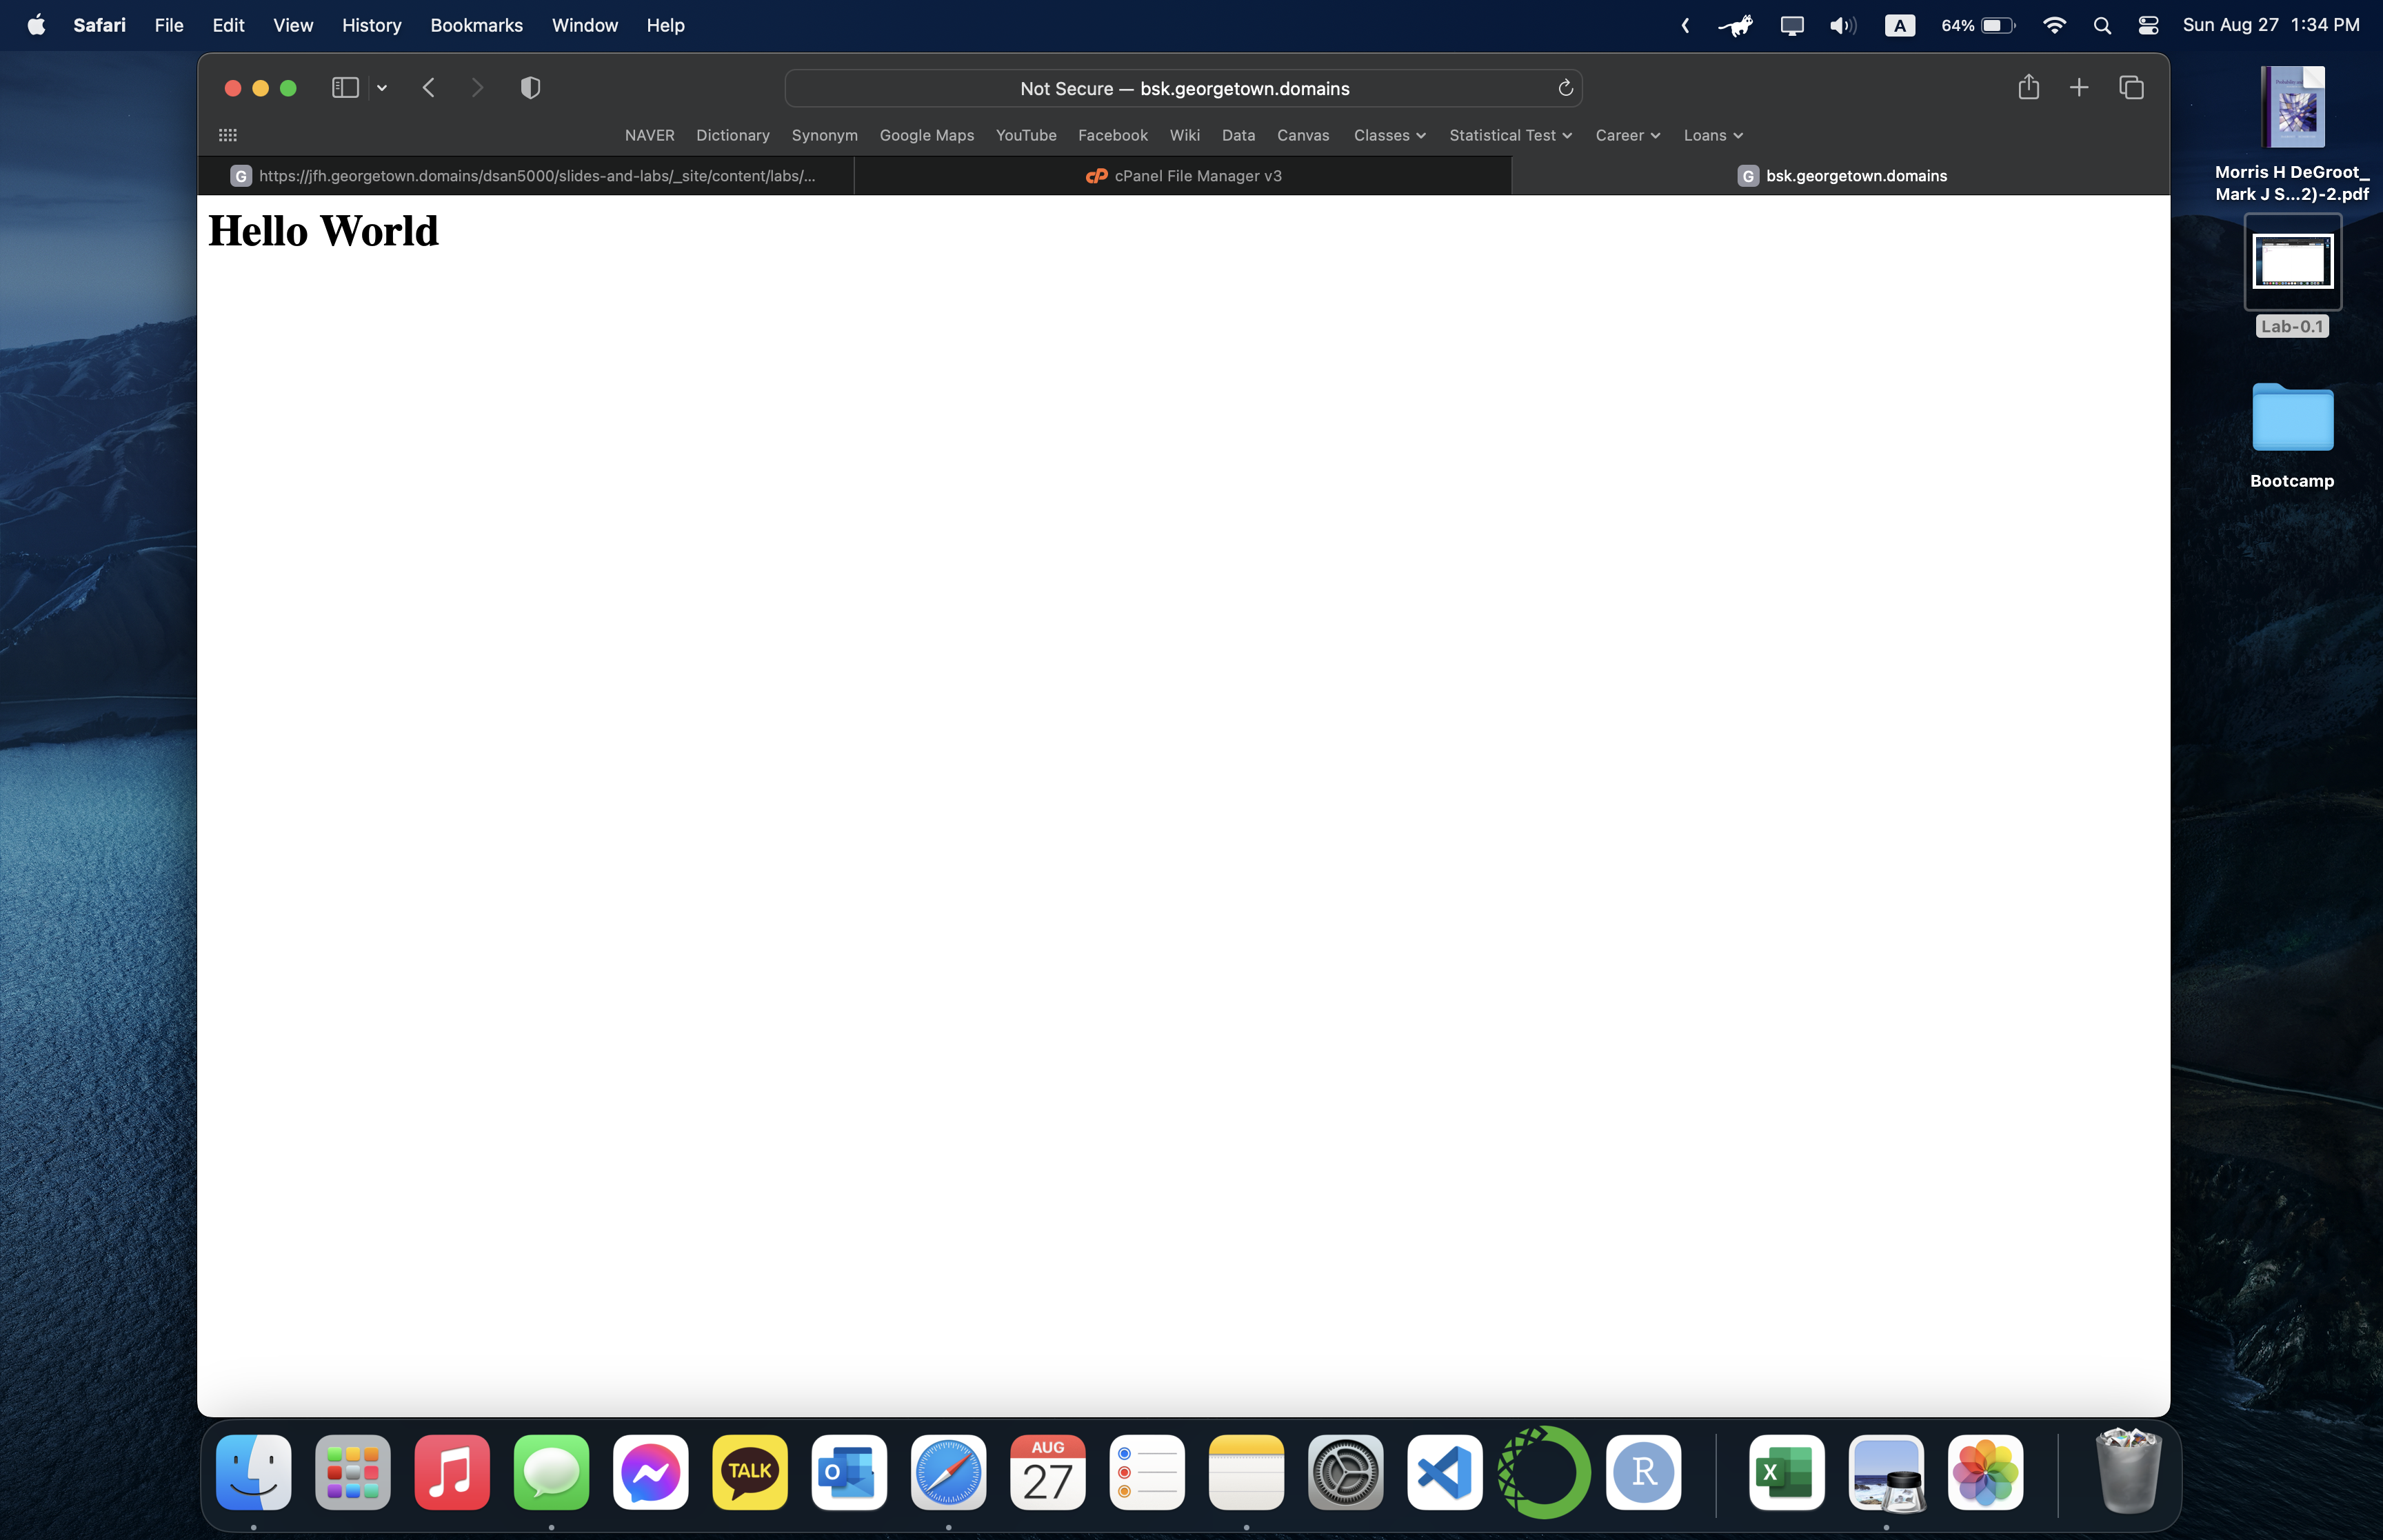 Safari File Edit View History Bookmarks Window Help
A 64% Sun Aug 27 1:34 PM
Not Secure — bsk.georgetown.domains
NAVER Dictionary Synonym Google Maps YouTube Facebook Wiki Data Canvas Classes Statistical Test Career Loans
G https://jfh.georgetown.domains/dsan5000/slides-and-labs/_site/content/labs/...
cP cPanel File Manager v3
G bsk.georgetown.domains
Hello World
Morris H DeGroot_
Mark J S...2)-2.pdf
Lab-0.1
Bootcamp
TALK
O
AUG
27
R
X